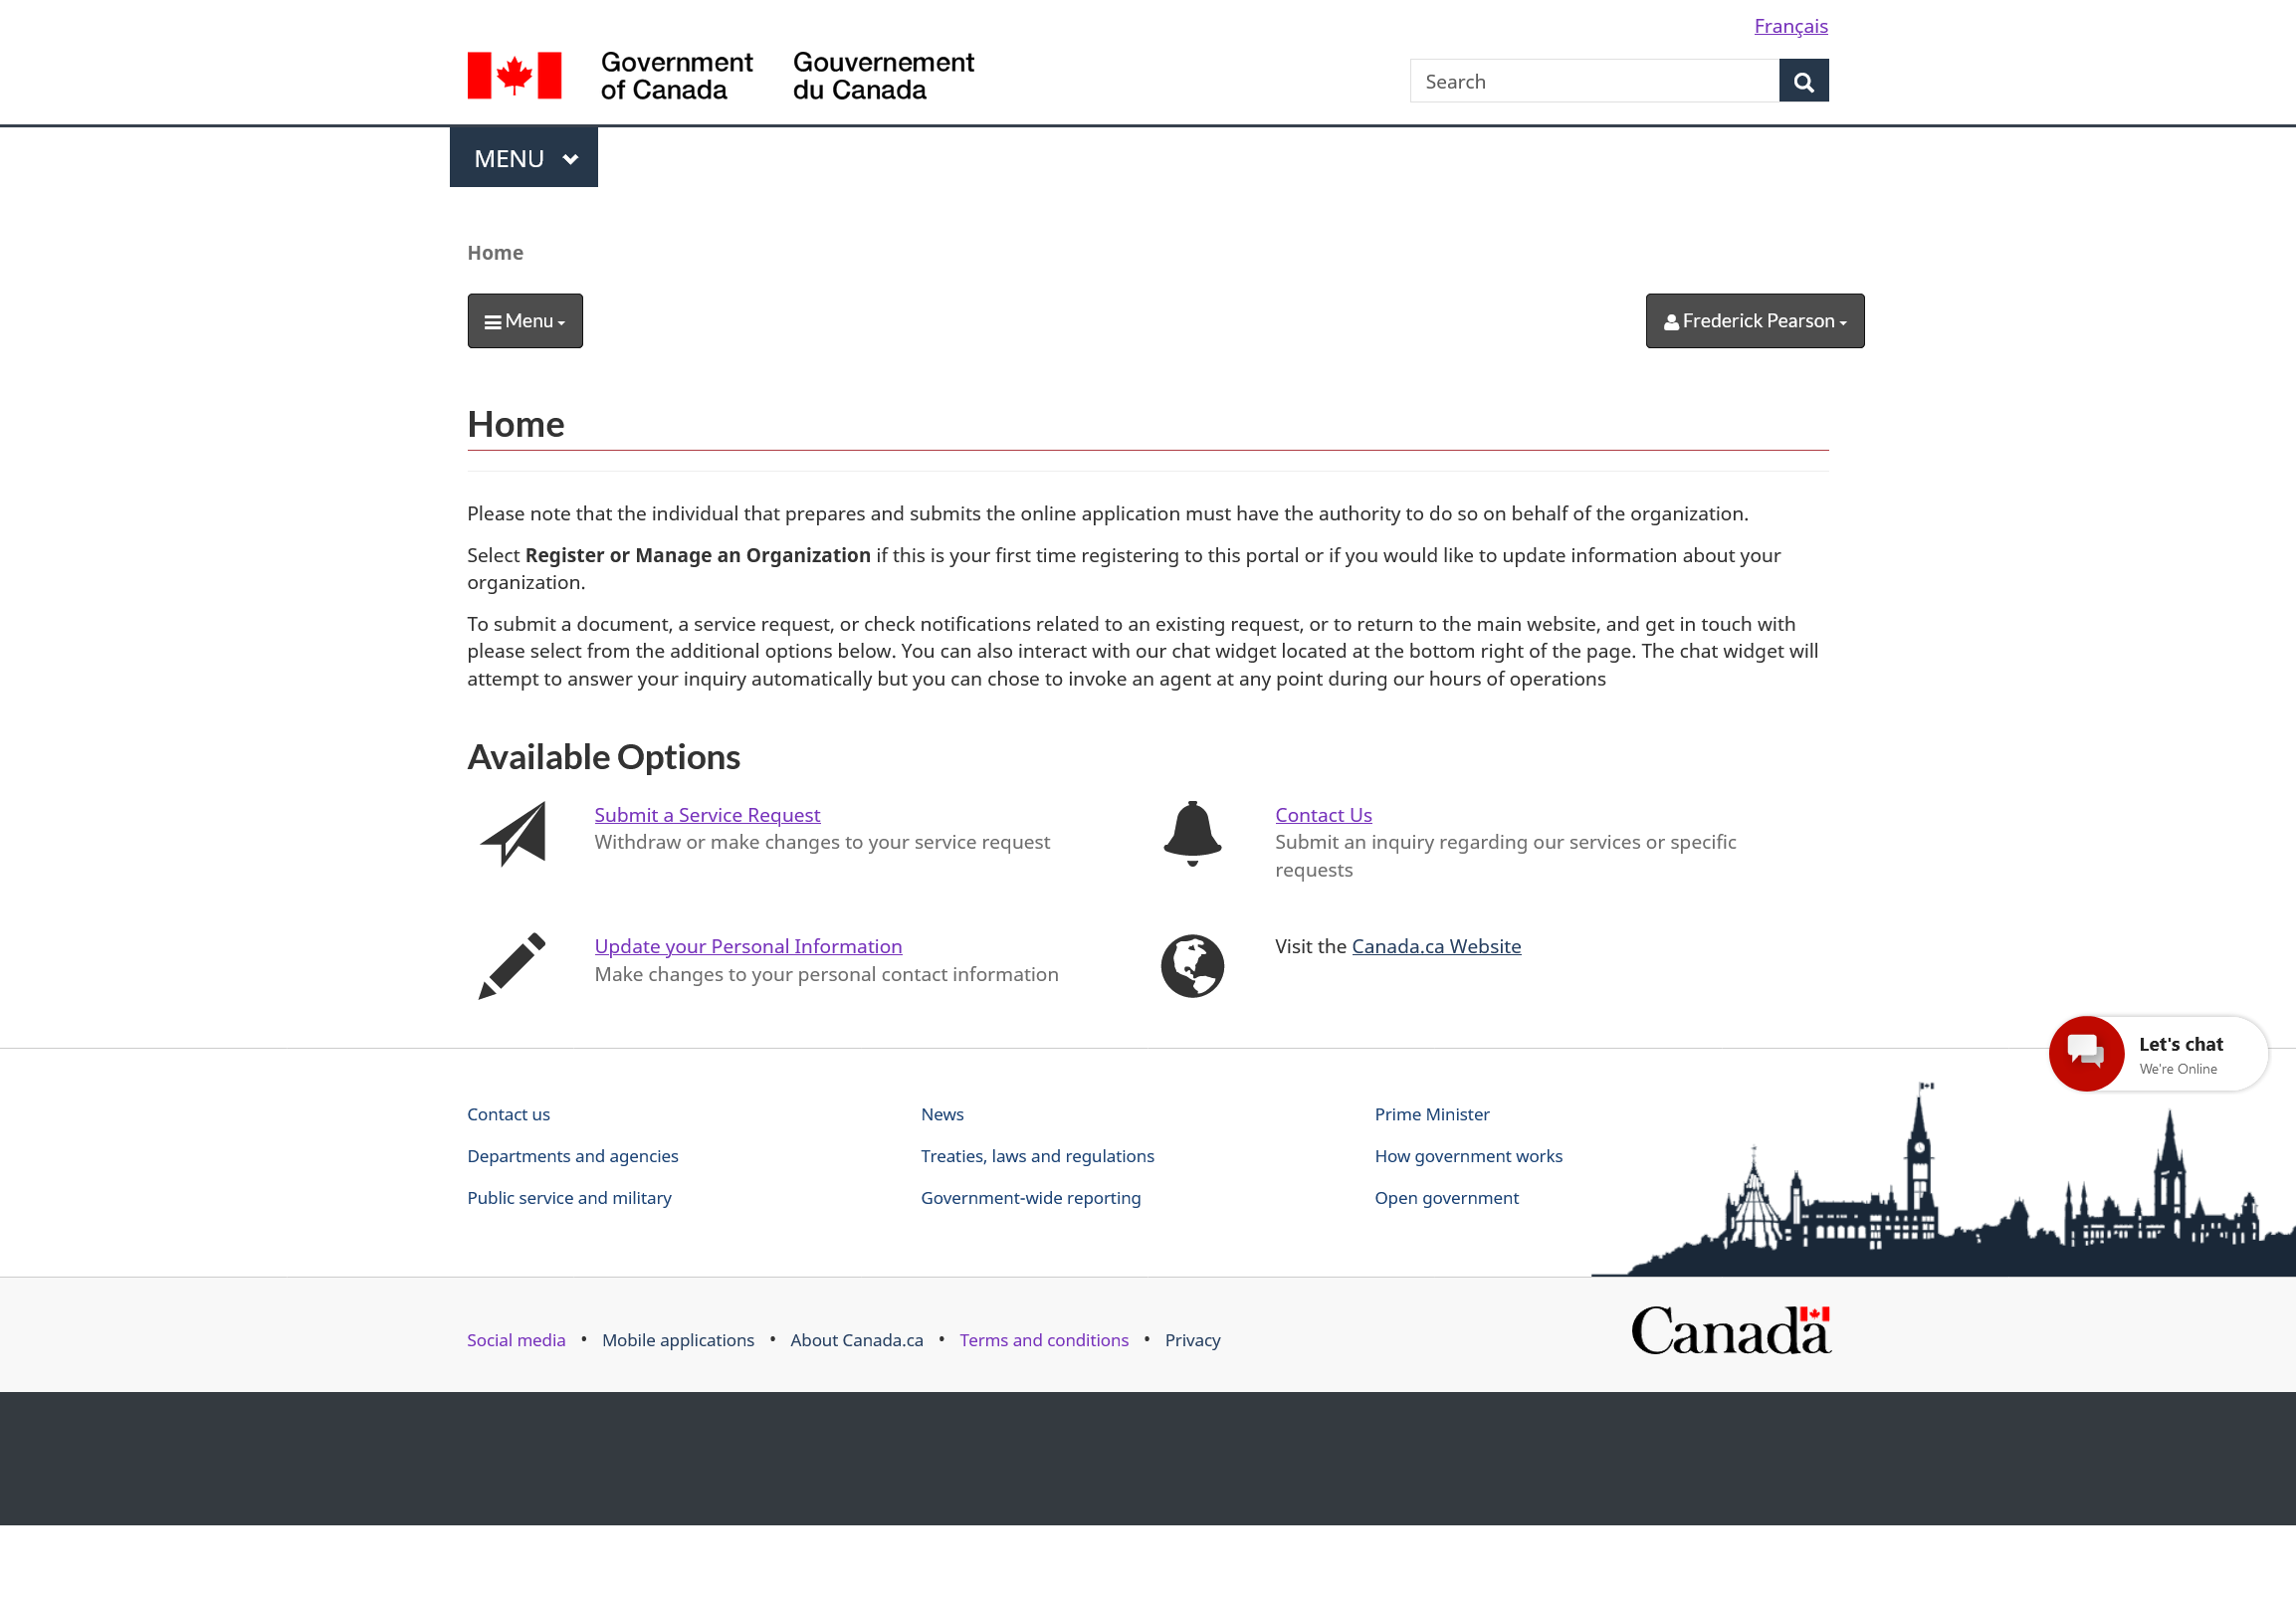 Français
Government
of Canada
Gouvernement
du Canada
Search
MENU
Home
Menu
Frederick Pearson
Home
Please note that the individual that prepares and submits the online application must have the authority to do so on behalf of the organization.
Select Register or Manage an Organization if this is your first time registering to this portal or if you would like to update information about your
organization.
To submit a document, a service request, or check notifications related to an existing request, or to return to the main website, and get in touch with
please select from the additional options below. You can also interact with our chat widget located at the bottom right of the page. The chat widget will
attempt to answer your inquiry automatically but you can chose to invoke an agent at any point during our hours of operations
Available Options
Submit a Service Request
Withdraw or make changes to your service request
Contact Us
Submit an inquiry regarding our services or specific
requests
Update your Personal Information
Make changes to your personal contact information
Visit the Canada.ca Website
Let's chat
We're Online
Contact us
News
Prime Minister
Departments and agencies
Treaties, laws and regulations
How government works
Public service and military
Government-wide reporting
Open government
Social media • Mobile applications • About Canada.ca • Terms and conditions • Privacy
Canada